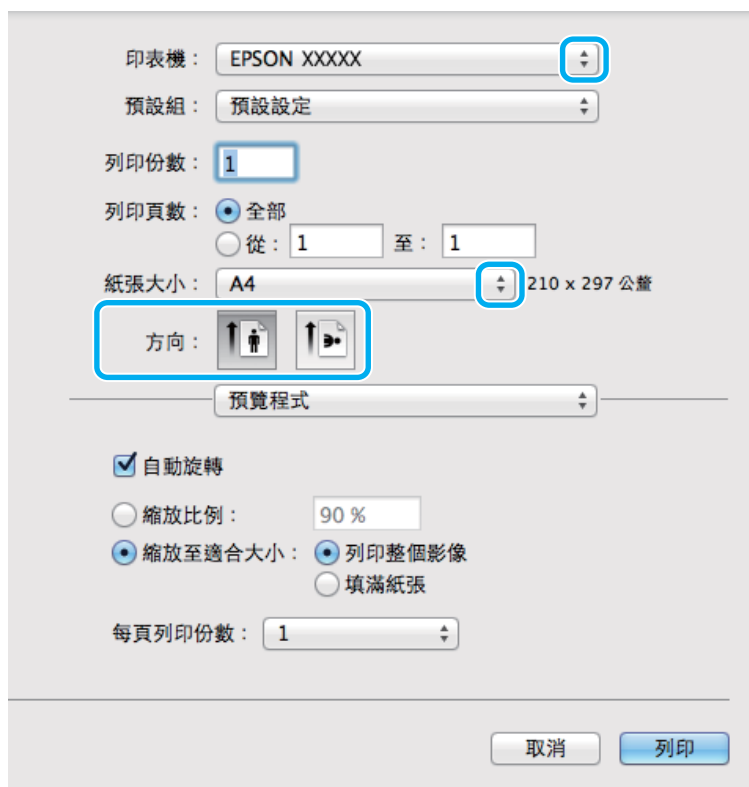 印表機： EPSON XXXXX
預設組： 預設設定
列印份數： 1
列印頁數： 全部
從： 1 至： 1
紙張大小： A4 210 x 297 公釐
方向：
預覽程式
自動旋轉
縮放比例： 90 %
縮放至適合大小： 列印整個影像
填滿紙張
每頁列印份數： 1
取消 列印